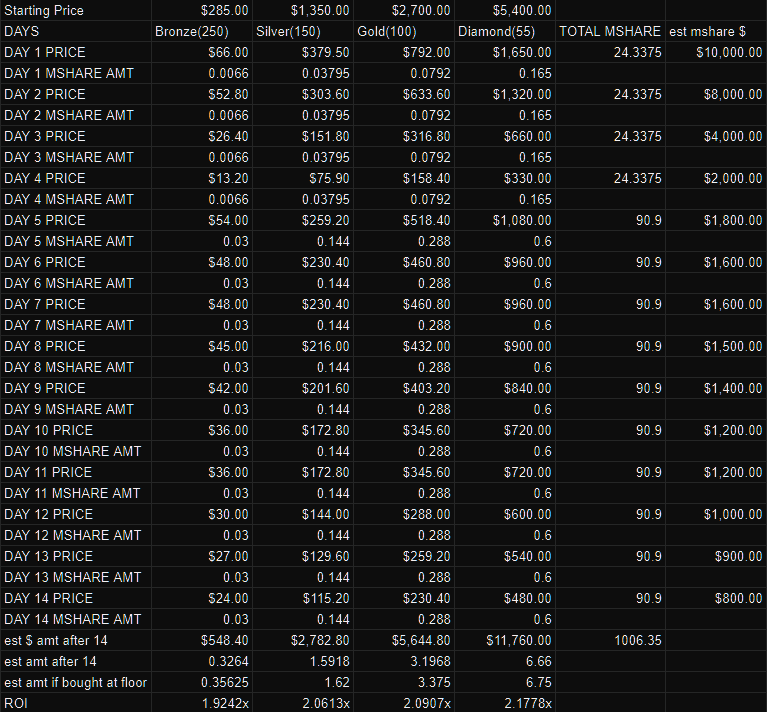 Starting Price $285.00 $1,350.00 $2,700.00 $5,400.00
DAYS Bronze(250) Silver(150) Gold(100) Diamond(55) TOTAL MSHARE est mshare $
DAY 1 PRICE $66.00 $379.50 $792.00 $1,650.00 24.3375 $10,000.00
DAY 1 MSHARE AMT 0.0066 0.03795 0.0792 0.165
DAY 2 PRICE $52.80 $303.60 $633.60 $1,320.00 24.3375 $8,000.00
DAY 2 MSHARE AMT 0.0066 0.03795 0.0792 0.165
DAY 3 PRICE $26.40 $151.80 $316.80 $660.00 24.3375 $4,000.00
DAY 3 MSHARE AMT 0.0066 0.03795 0.0792 0.165
DAY 4 PRICE $13.20 $75.90 $158.40 $330.00 24.3375 $2,000.00
DAY 4 MSHARE AMT 0.0066 0.03795 0.0792 0.165
DAY 5 PRICE $54.00 $259.20 $518.40 $1,080.00 90.9 $1,800.00
DAY 5 MSHARE AMT 0.03 0.144 0.288 0.6
DAY 6 PRICE $48.00 $230.40 $460.80 $960.00 90.9 $1,600.00
DAY 6 MSHARE AMT 0.03 0.144 0.288 0.6
DAY 7 PRICE $48.00 $230.40 $460.80 $960.00 90.9 $1,600.00
DAY 7 MSHARE AMT 0.03 0.144 0.288 0.6
DAY 8 PRICE $45.00 $216.00 $432.00 $900.00 90.9 $1,500.00
DAY 8 MSHARE AMT 0.03 0.144 0.288 0.6
DAY 9 PRICE $42.00 $201.60 $403.20 $840.00 90.9 $1,400.00
DAY 9 MSHARE AMT 0.03 0.144 0.288 0.6
DAY 10 PRICE $36.00 $172.80 $345.60 $720.00 90.9 $1,200.00
DAY 10 MSHARE AMT 0.03 0.144 0.288 0.6
DAY 11 PRICE $36.00 $172.80 $345.60 $720.00 90.9 $1,200.00
DAY 11 MSHARE AMT 0.03 0.144 0.288 0.6
DAY 12 PRICE $30.00 $144.00 $288.00 $600.00 90.9 $1,000.00
DAY 12 MSHARE AMT 0.03 0.144 0.288 0.6
DAY 13 PRICE $27.00 $129.60 $259.20 $540.00 90.9 $900.00
DAY 13 MSHARE AMT 0.03 0.144 0.288 0.6
DAY 14 PRICE $24.00 $115.20 $230.40 $480.00 90.9 $800.00
DAY 14 MSHARE AMT 0.03 0.144 0.288 0.6
est $ amt after 14 $548.40 $2,782.80 $5,644.80 $11,760.00 1006.35
est amt after 14 0.3264 1.5918 3.1968 6.66
est amt if bought at floor 0.35625 1.62 3.375 6.75
ROI 1.9242x 2.0613x 2.0907x 2.1778x